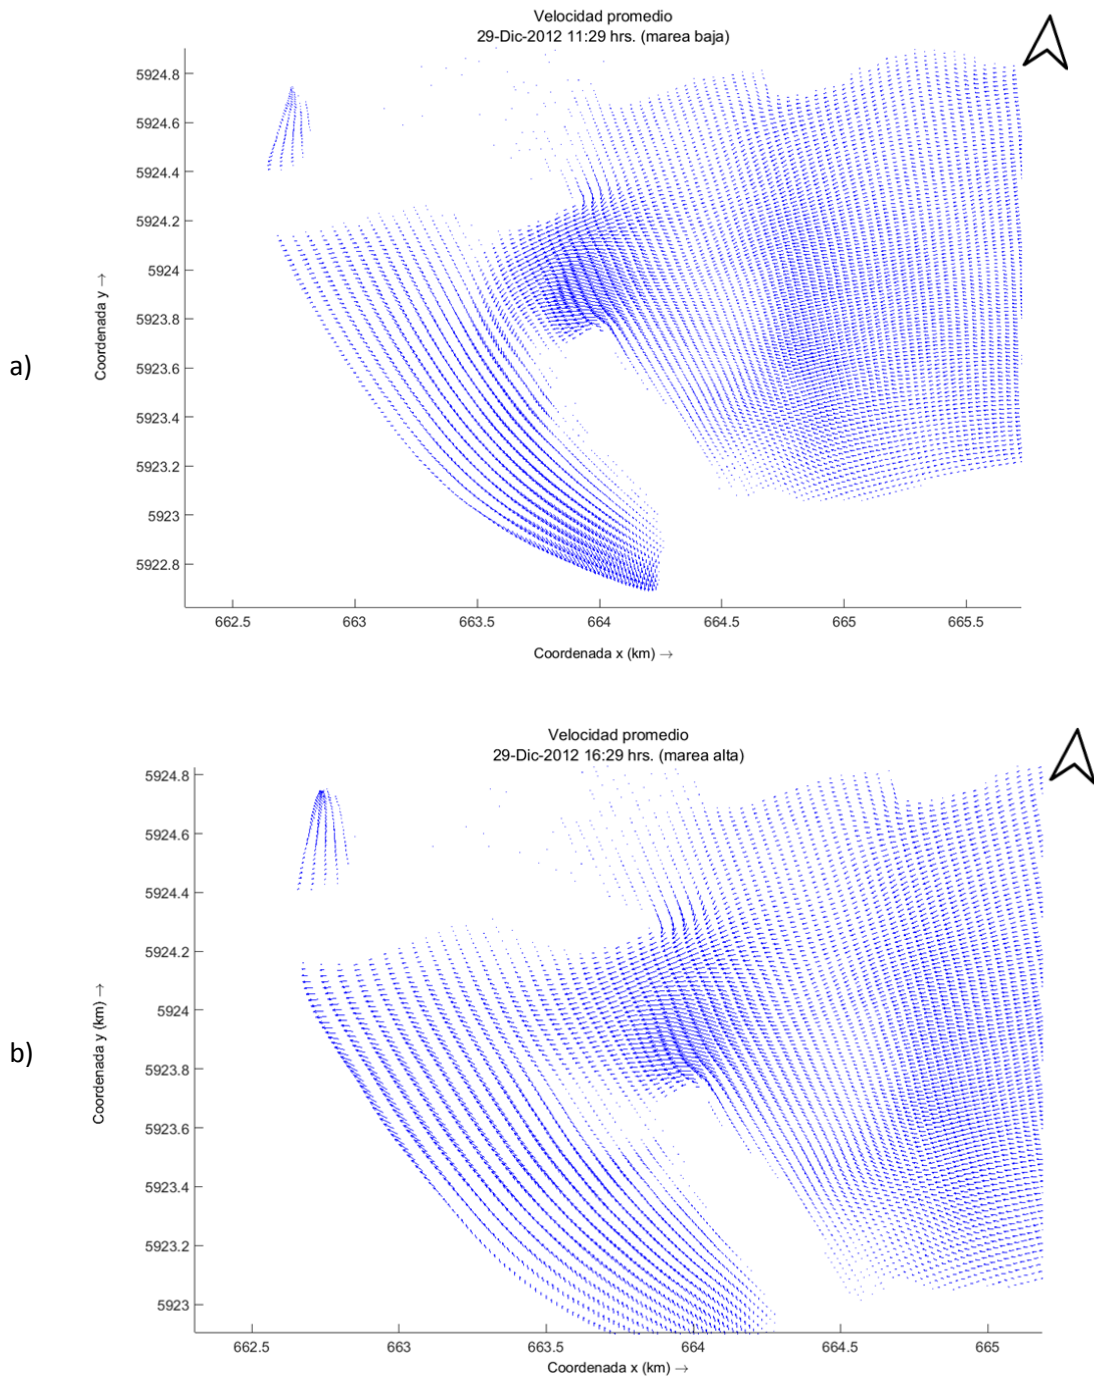 Velocidad promedio
29-Dic-2012 11:29 hrs. (marea baja)
5924.8
5924.6
5924.4
5924.2
5924
5923.8
5923.6
5923.4
5923.2
5923
5922.8
Coordenada y →
a)
662.5 663 663.5 664 664.5 665 665.5
Coordenada x (km) →
Velocidad promedio
29-Dic-2012 16:29 hrs. (marea alta)
5924.8
5924.6
5924.4
5924.2
5924
5923.8
5923.6
5923.4
5923.2
5923
Coordenada y (km) →
b)
662.5 663 663.5 664 664.5 665
Coordenada x (km) →